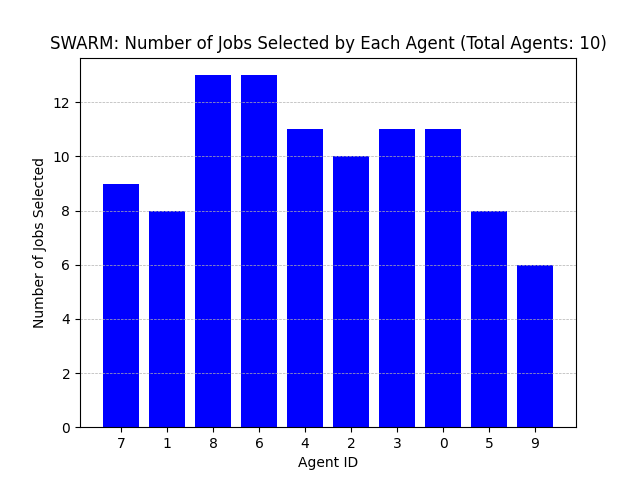 SWARM: Number of Jobs Selected by Each Agent (Total Agents: 10)
Number of Jobs Selected
12
10
8
6
4
2
0
7 1 8 6 4 2 3 0 5 9
Agent ID